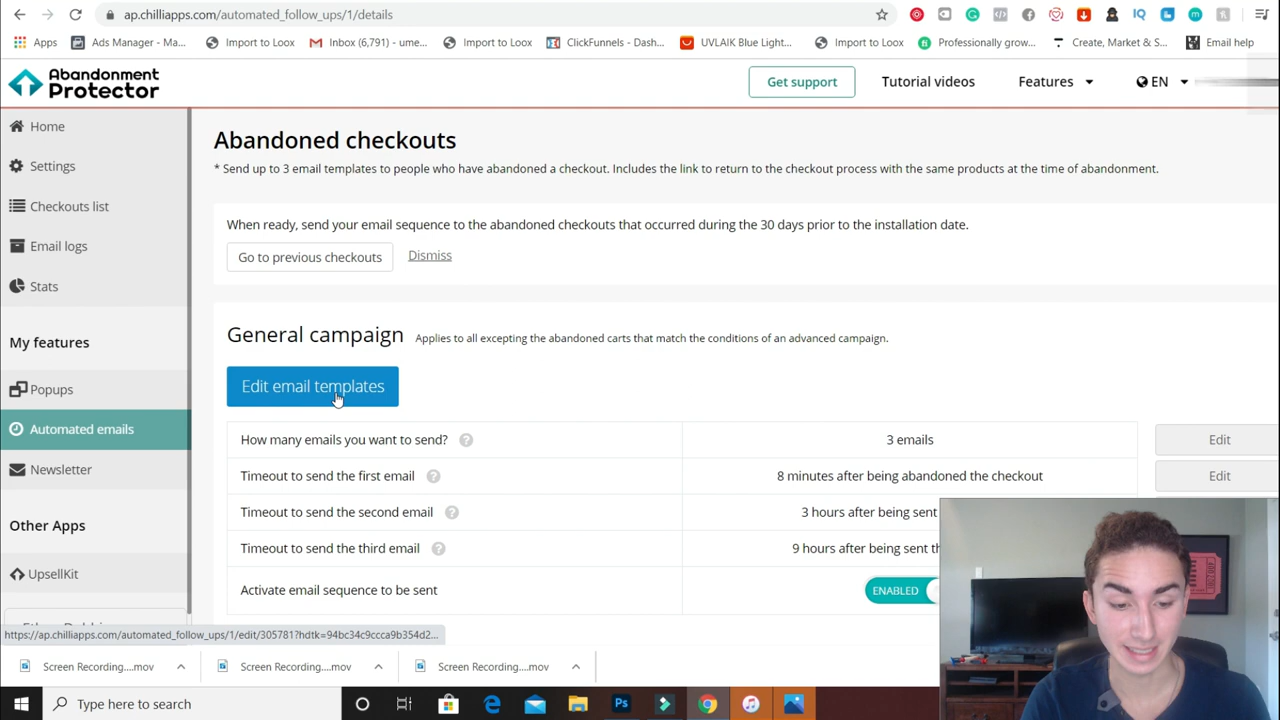 ap.chilliapps.com/automated_follow_ups/1/details
Apps
Ads Manager - Ma...
Import to Loox
Inbox (6,791) - ume...
Import to Loox
ClickFunnels - Dash...
UVLAIK Blue Light...
Import to Loox
Professionally grow...
Create, Market & S...
Email help
Abandonment
Protector
Get support
Tutorial videos
Features
EN
Home
Settings
Checkouts list
Email logs
Stats
My features
Popups
Automated emails
Newsletter
Other Apps
UpsellKit
Abandoned checkouts
* Send up to 3 email templates to people who have abandoned a checkout. Includes the link to return to the checkout process with the same products at the time of abandonment.
When ready, send your email sequence to the abandoned checkouts that occurred during the 30 days prior to the installation date.
Go to previous checkouts
Dismiss
General campaign
Applies to all excepting the abandoned carts that match the conditions of an advanced campaign.
Edit email templates
How many emails you want to send? ?
3 emails
Edit
Timeout to send the first email ?
8 minutes after being abandoned the checkout
Edit
Timeout to send the second email ?
3 hours after being sent
Timeout to send the third email ?
9 hours after being sent th
Activate email sequence to be sent
ENABLED
https://ap.chilliapps.com/automated_follow_ups/1/edit/305781?hdtk=94bc34c9ccca9b354d2...
Screen Recording....mov
Screen Recording....mov
Screen Recording....mov
Type here to search